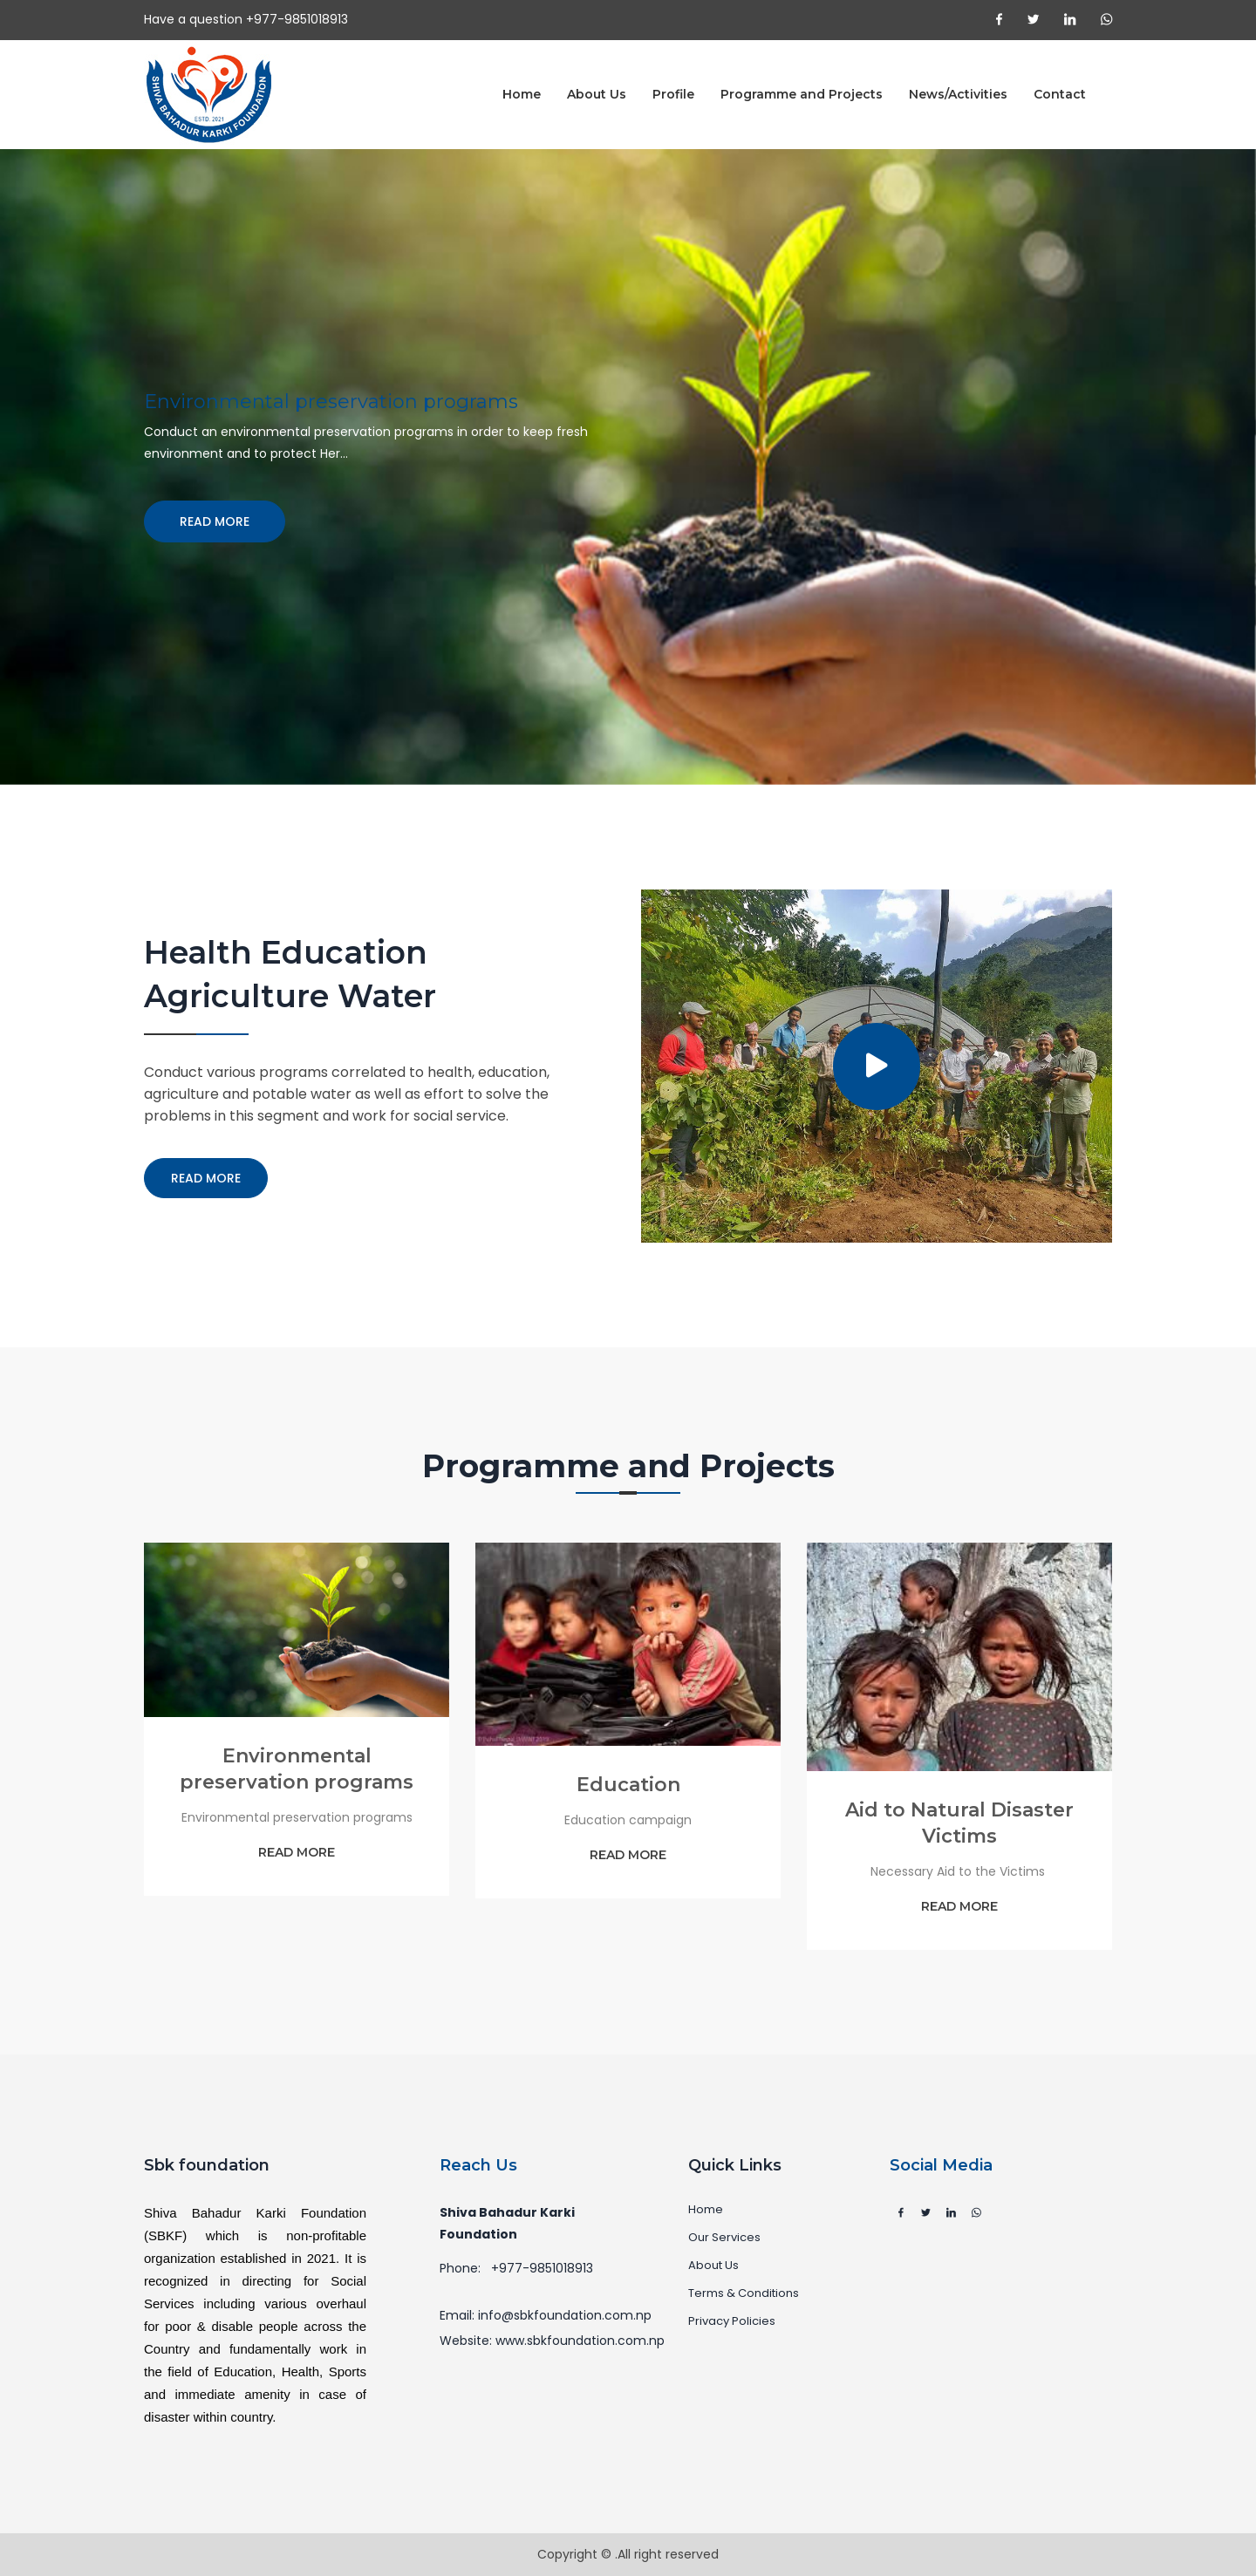 Have a question +977-9851018913
SHIVA BAHADUR KARKI FOUNDATION
ESTD. 2021
Home About Us Profile Programme and Projects News/Activities Contact
Environmental preservation programs
Conduct an environmental preservation programs in order to keep fresh
environment and to protect Her...
READ MORE
Health Education
Agriculture Water
Conduct various programs correlated to health, education,
agriculture and potable water as well as effort to solve the
problems in this segment and work for social service.
READ MORE
Programme and Projects
Environmental
preservation programs
Environmental preservation programs
READ MORE
Education
Education campaign
READ MORE
Aid to Natural Disaster
Victims
Necessary Aid to the Victims
READ MORE
Sbk foundation
Shiva Bahadur Karki Foundation
(SBKF) which is non-profitable
organization established in 2021. It is
recognized in directing for Social
Services including various overhaul
for poor & disable people across the
Country and fundamentally work in
the field of Education, Health, Sports
and immediate amenity in case of
disaster within country.
Reach Us
Shiva Bahadur Karki
Foundation
Phone: +977-9851018913
Email: info@sbkfoundation.com.np
Website: www.sbkfoundation.com.np
Quick Links
Home
Our Services
About Us
Terms & Conditions
Privacy Policies
Social Media
Copyright © .All right reserved